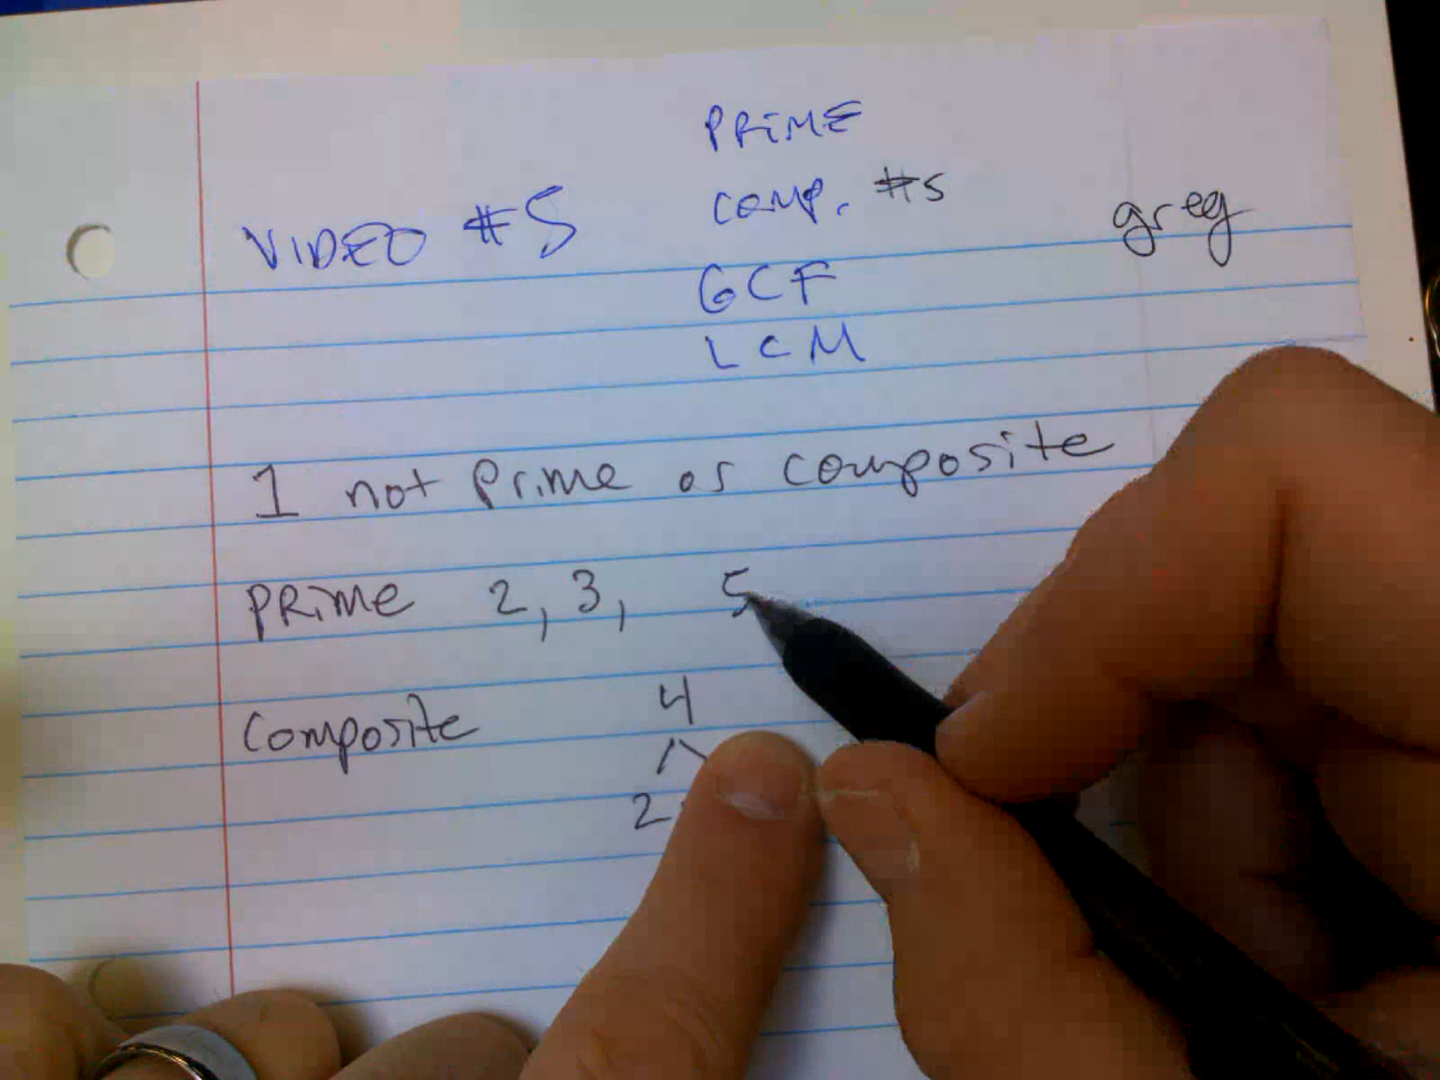 PRIME
COMP. #S
VIDEO #5
greg
GCF
LCM
1 not Prime or composite
PRIME 2, 3, 5
Composite 4
2